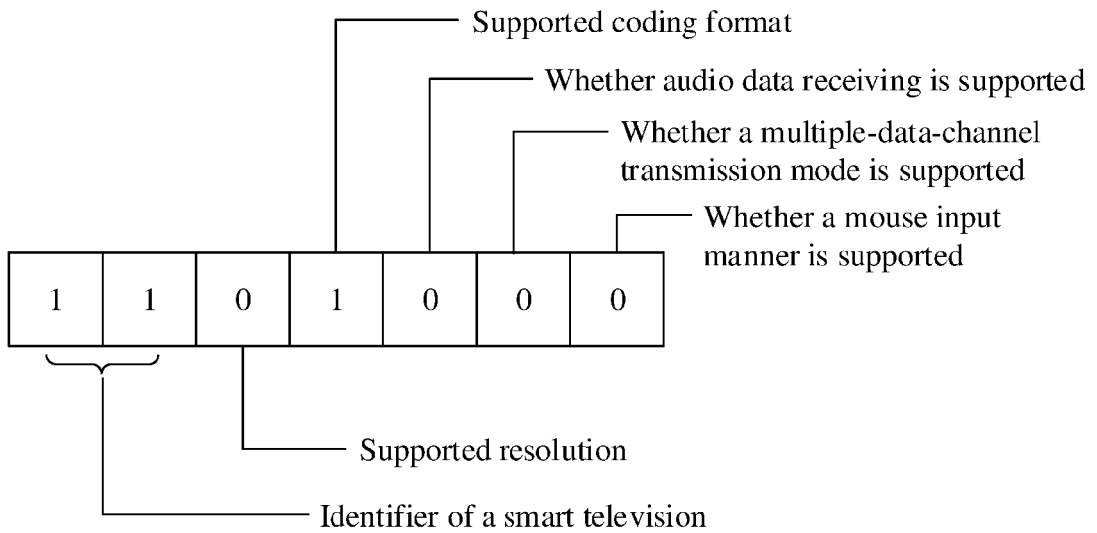 Supported coding format
Whether audio data receiving is supported
Whether a multiple-data-channel
transmission mode is supported
Whether a mouse input
manner is supported
1 1 0 1 0 0 0
Supported resolution
Identifier of a smart television